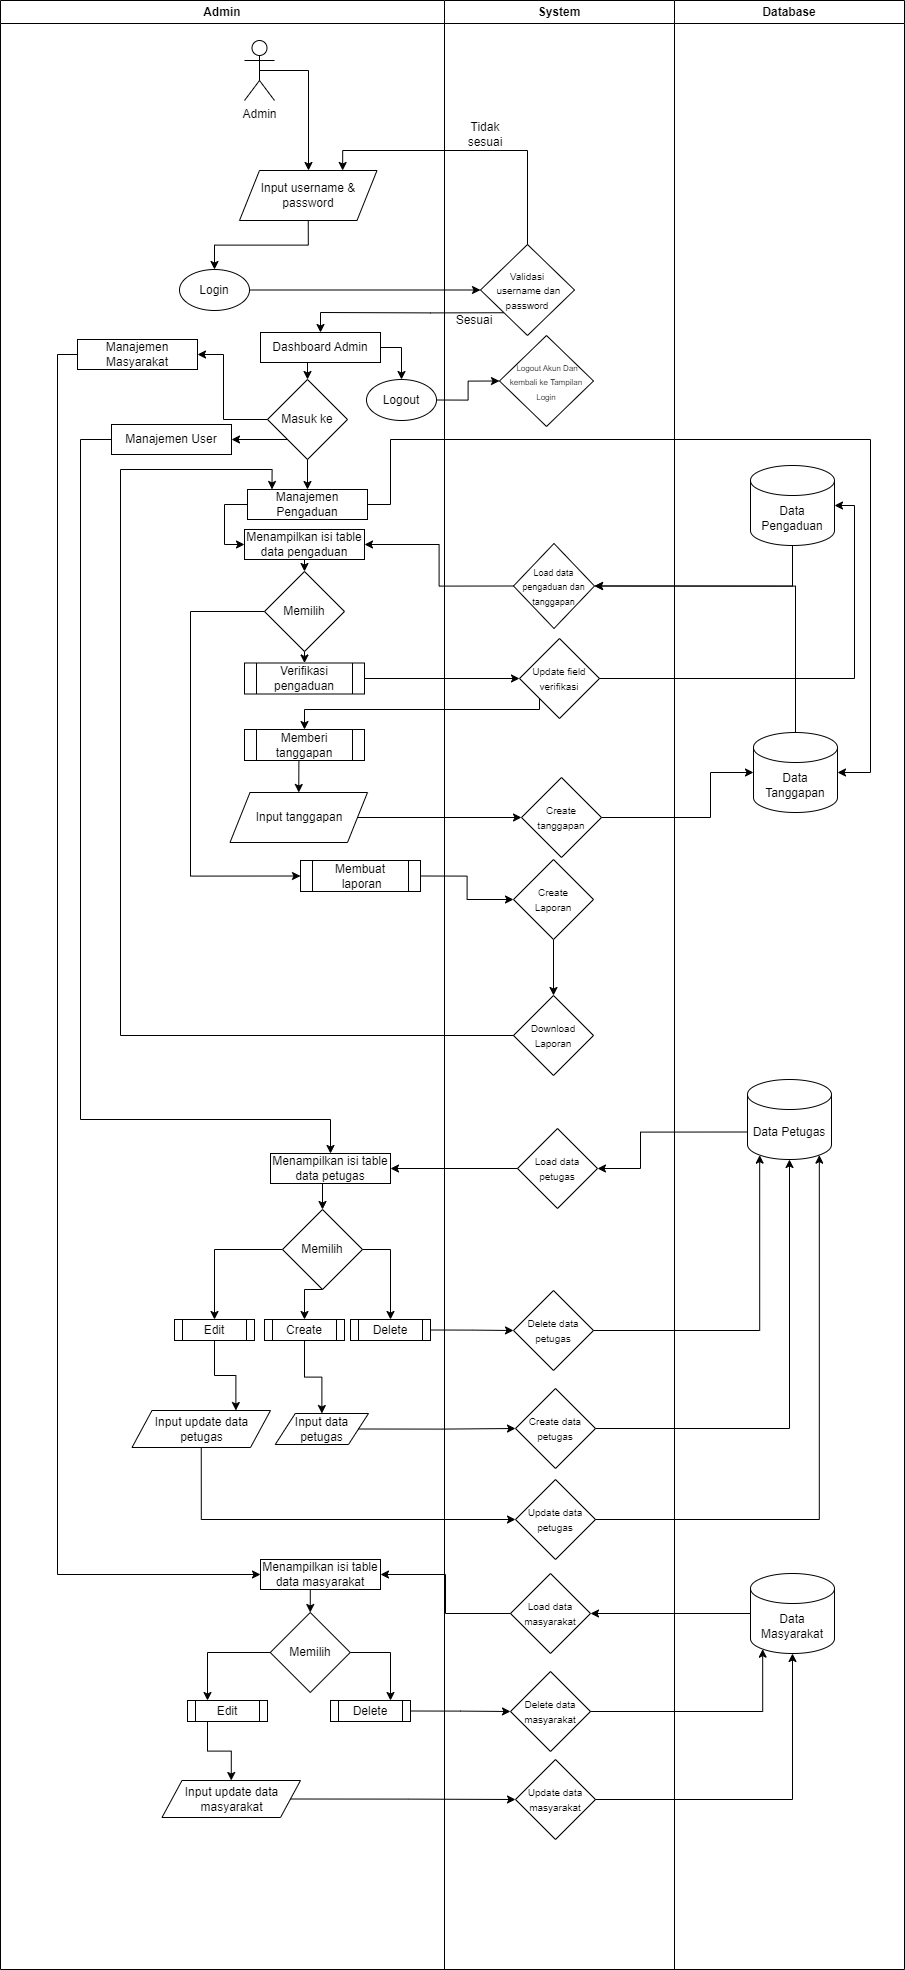 Admin
System
Database
Admin
Tidak
sesuai
Input username &
password
Login
Validasi
username dan
password
Sesuai
Dashboard Admin
Manajemen
Masyarakat
Logout Akun Dan
kembali ke Tampilan
Login
Logout
Masuk ke
Manajemen User
Manajemen
Pengaduan
Data
Pengaduan
Menampilkan isi table
data pengaduan
Load data
pengaduan dan
tanggapan
Memilih
Verifikasi
pengaduan
Update field
verifikasi
Memberi
tanggapan
Data
Tanggapan
Input tanggapan
Create
tanggapan
Membuat
laporan
Create
Laporan
Download
Laporan
Data Petugas
Menampilkan isi table
data petugas
Load data
petugas
Memilih
Edit
Create
Delete
Delete data
petugas
Input update data
petugas
Input data
petugas
Create data
petugas
Update data
petugas
Menampilkan isi table
data masyarakat
Load data
masyarakat
Data
Masyarakat
Memilih
Edit
Delete
Delete data
masyarakat
Input update data
masyarakat
Update data
masyarakat